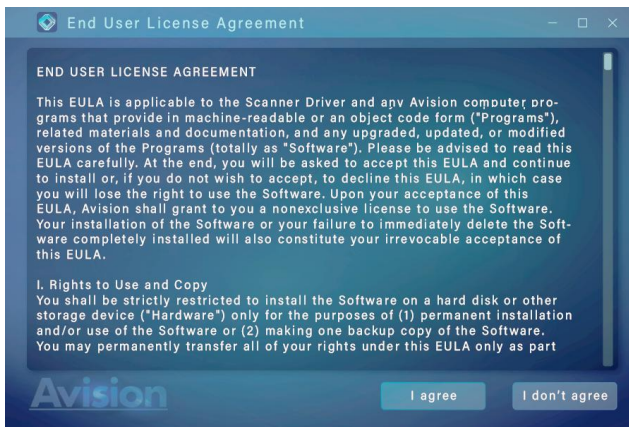 End User License Agreement
END USER LICENSE AGREEMENT
This EULA is applicable to the Scanner Driver and any Avision computer pro-
grams that provide in machine-readable or an object code form ("Programs"),
related materials and documentation, and any upgraded, updated, or modified
versions of the Programs (totally as "Software"). Please be advised to read this
EULA carefully. At the end, you will be asked to accept this EULA and continue
to install or, if you do not wish to accept, to decline this EULA, in which case
you will lose the right to use the Software. Upon your acceptance of this
EULA, Avision shall grant to you a nonexclusive license to use the Software.
Your installation of the Software or your failure to immediately delete the Soft-
ware completely installed will also constitute your irrevocable acceptance of
this EULA.
I. Rights to Use and Copy
You shall be strictly restricted to install the Software on a hard disk or other
storage device ("Hardware") only for the purposes of (1) permanent installation
and/or use of the Software or (2) making one backup copy of the Software.
You may permanently transfer all of your rights under this EULA only as part
Avision
I agree
I don't agree